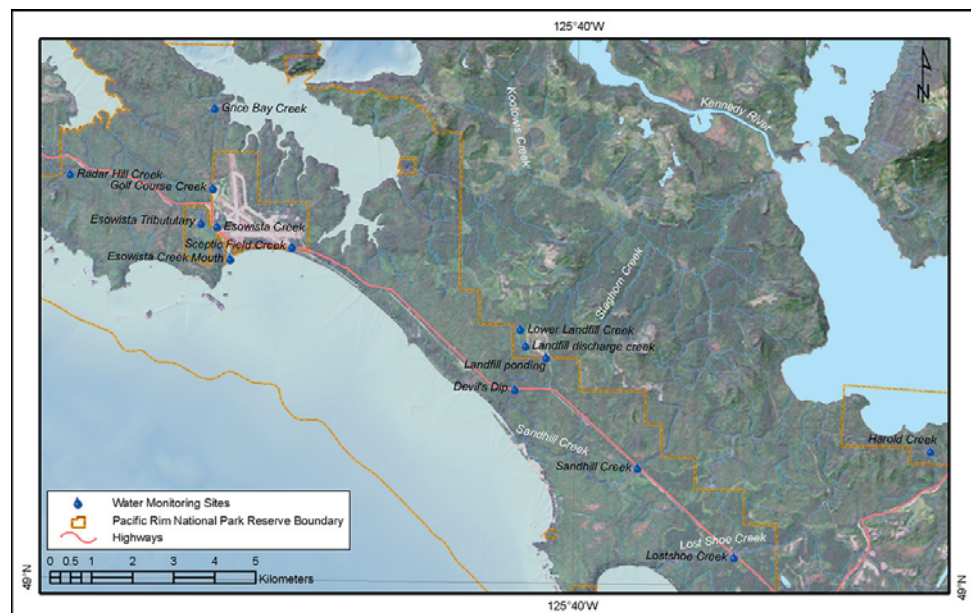 125°40'W
Grice Bay Creek
Kootowis Creek
Kennedy River
N
Radar Hill Creek
Golf Course Creek
Esowista Tribututary
Esowista Creek
Sceptic Field Creek
Esowista Creek Mouth
Staghorn Creek
Lower Landfill Creek
Landfill discharge creek
Landfill ponding
Devil's Dip
Sandhill Creek
Harold Creek
Sandhill Creek
Lost Shoe Creek
Lostshoe Creek
Water Monitoring Sites
Pacific Rim National Park Reserve Boundary
Highways
0 0.5 1 2 3 4 5
Kilometers
49°N
49°N
125°40'W